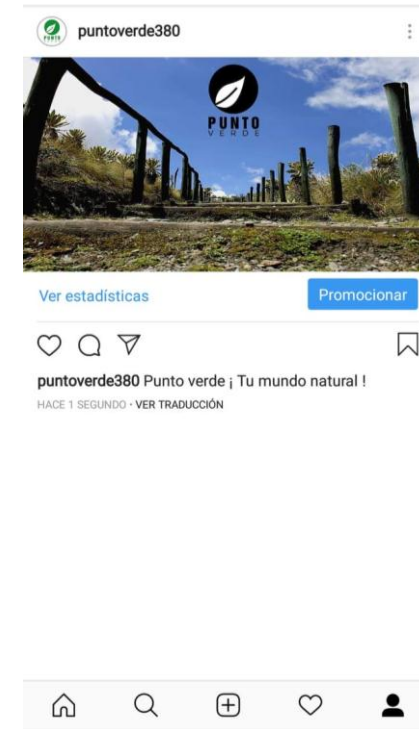 puntoverde380
PUNTO
VERDE
Ver estadísticas
Promocionar
puntoverde380 Punto verde ¡ Tu mundo natural !
HACE 1 SEGUNDO · VER TRADUCCIÓN